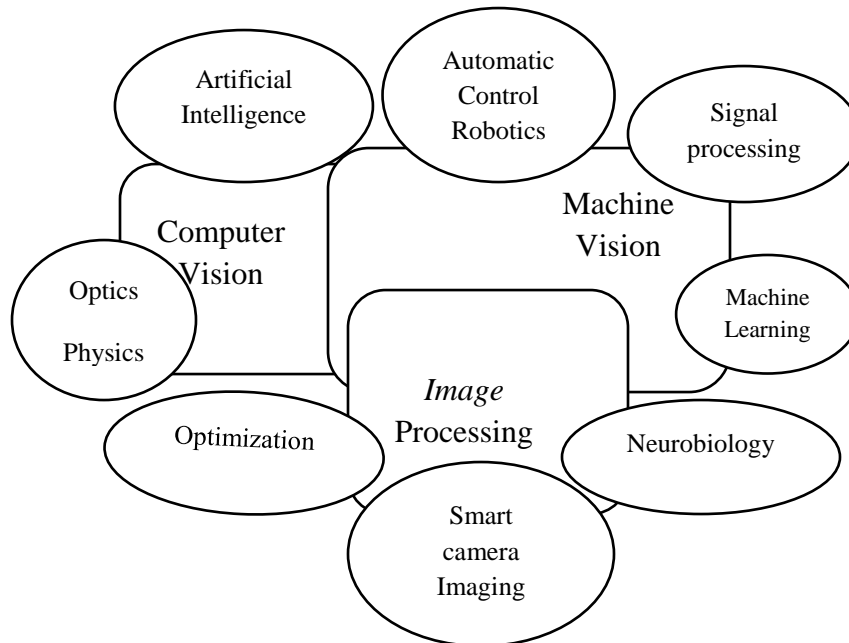 Artificial
Intelligence
Automatic
Control
Robotics
Signal
processing
Computer
Vision
Machine
Vision
Optics
Physics
Machine
Learning
Image
Processing
Optimization
Neurobiology
Smart
camera
Imaging